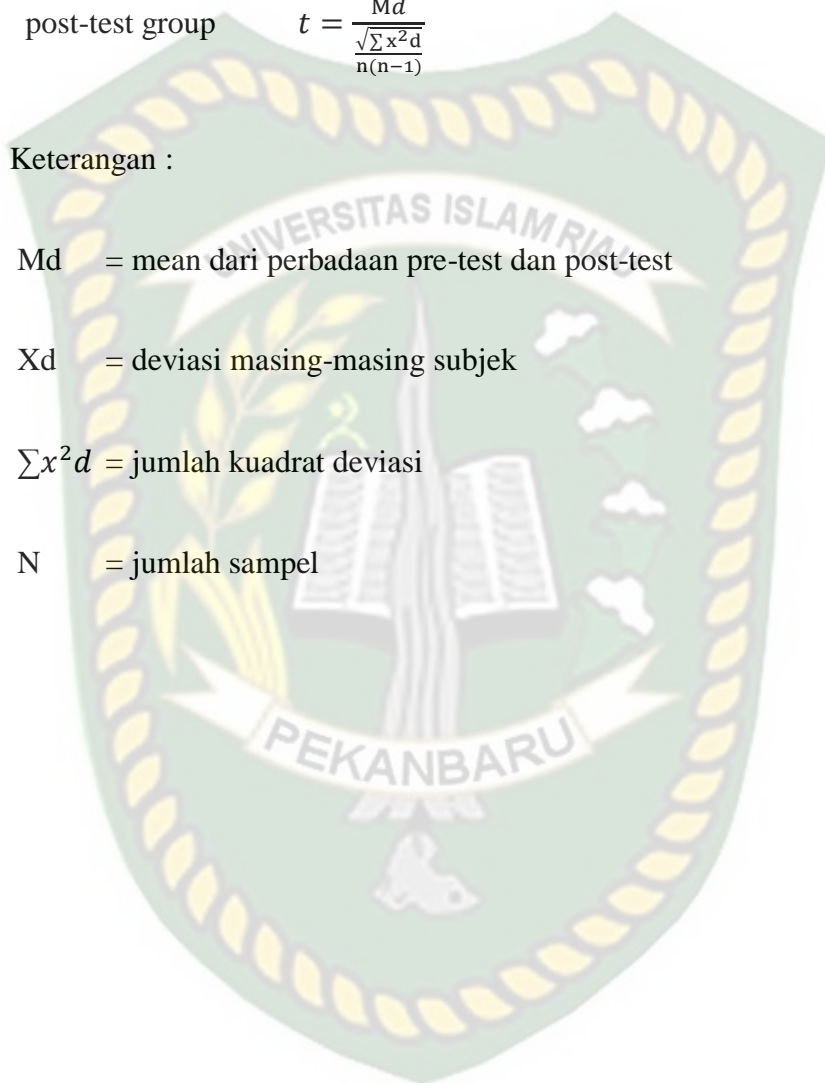 post-test group t = Md / √∑x²d / n(n−1)
Keterangan :
UNIVERSITAS ISLAM RIAU
Md = mean dari perbadaan pre-test dan post-test
Xd = deviasi masing-masing subjek
∑x²d = jumlah kuadrat deviasi
N = jumlah sampel
PEKANBARU